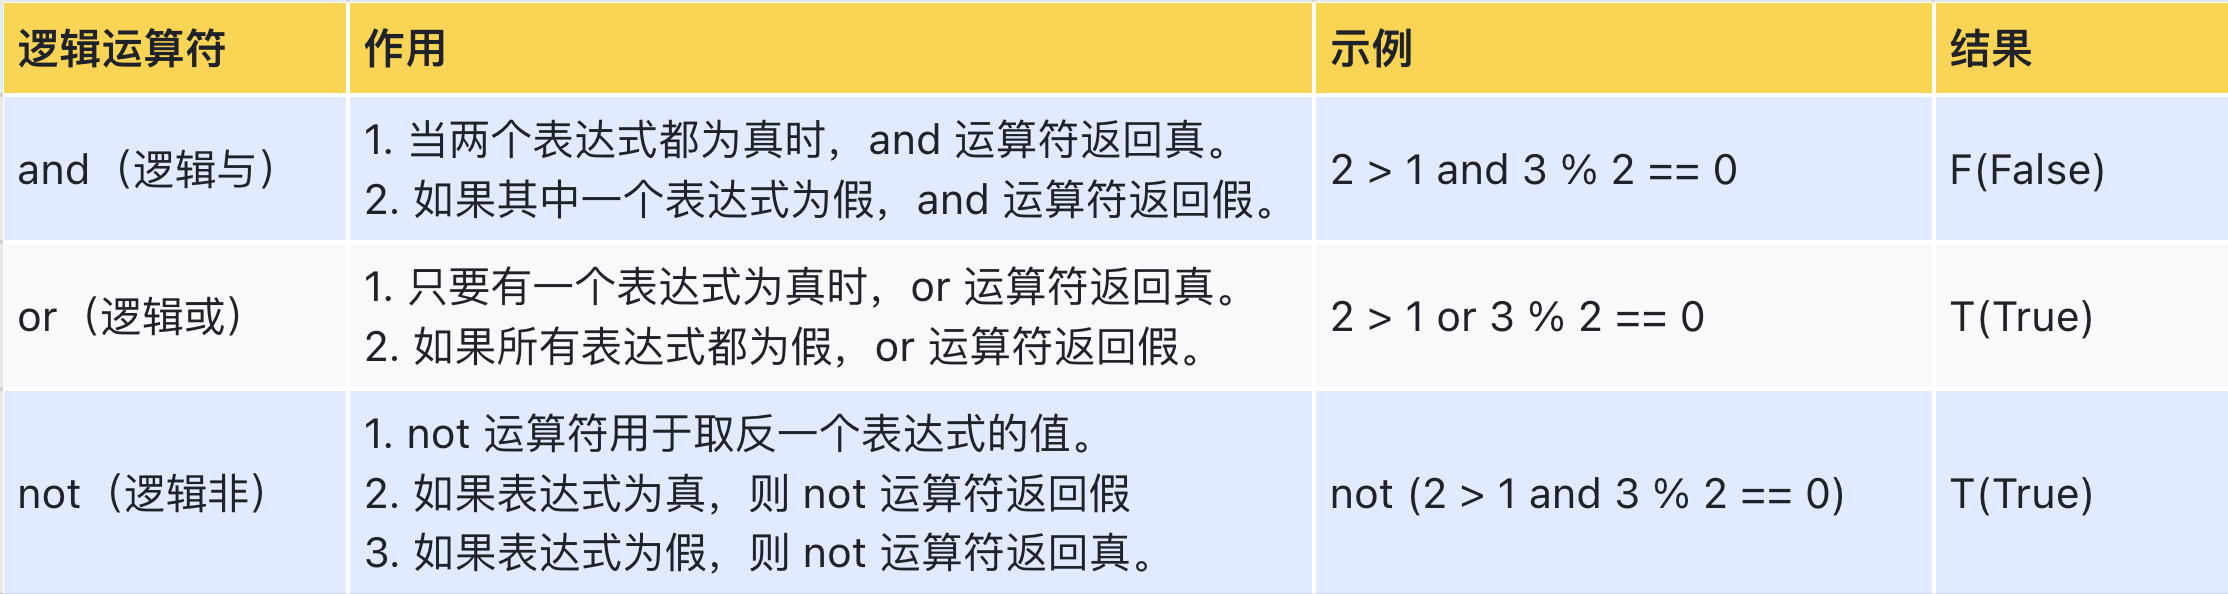 逻辑运算符 作用 示例 结果
and（逻辑与）
1. 当两个表达式都为真时，and 运算符返回真。
2. 如果其中一个表达式为假，and 运算符返回假。
2 > 1 and 3 % 2 == 0
F(False)
or（逻辑或）
1. 只要有一个表达式为真时，or 运算符返回真。
2. 如果所有表达式都为假，or 运算符返回假。
2 > 1 or 3 % 2 == 0
T(True)
not（逻辑非）
1. not 运算符用于取反一个表达式的值。
2. 如果表达式为真，则 not 运算符返回假
3. 如果表达式为假，则 not 运算符返回真。
not (2 > 1 and 3 % 2 == 0)
T(True)